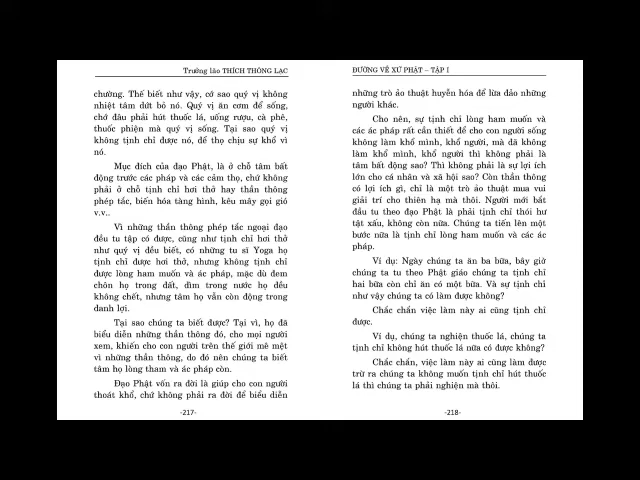 Trưởng lão THÍCH THÔNG LẠC
chường. Thế biết như vậy, cớ sao quý vị không
nhiệt tâm dứt bỏ nó. Quý vị ăn cơm để sống,
chớ đâu phải hút thuốc lá, uống rượu, cà phê,
thuốc phiện mà quý vị sống. Tại sao quý vị
không tịnh chỉ được nó, để thọ chịu sự khổ vì
nó.
Mục đích của đạo Phật, là ở chỗ tâm bất
động trước các pháp và các cảm thọ, chứ không
phải ở chỗ tịnh chỉ hơi thở hay thần thông
phép tắc, biến hóa tàng hình, kêu mây gọi gió
v.v..
Vì những thần thông phép tắc ngoại đạo
đều tu tập có được, cũng như tịnh chỉ hơi thở
như quý vị đều biết, có những tu sĩ Yoga họ
tịnh chỉ được hơi thở, nhưng không tịnh chỉ
được lòng ham muốn và ác pháp, mặc dù đem
chôn họ trong đất, dìm trong nước họ đều
không chết, nhưng tâm họ vẫn còn động trong
danh lợi.
Tại sao chúng ta biết được? Tại vì, họ đã
biểu diễn những thần thông đó, cho mọi người
xem, khiến cho con người trên thế giới mê mệt
vì những thần thông, do đó nên chúng ta biết
tâm họ lòng tham và ác pháp còn.
Đạo Phật vốn ra đời là giúp cho con người
thoát khổ, chứ không phải ra đời để biểu diễn
-217-
ĐƯỜNG VỀ XỨ PHẬT – TẬP I
những trò ảo thuật huyễn hóa để lừa đảo những
người khác.
Cho nên, sự tịnh chỉ lòng ham muốn và
các ác pháp rất cần thiết để cho con người sống
không làm khổ mình, khổ người, mà đã không
làm khổ mình, khổ người thì không phải là
tâm bất động sao? Thì không phải là sự lợi ích
lớn cho cá nhân và xã hội sao? Còn thần thông
có lợi ích gì, chỉ là một trò ảo thuật mua vui
giải trí cho thiên hạ mà thôi. Người mới bắt
đầu tu theo đạo Phật là phải tịnh chỉ thói hư
tật xấu, không còn nữa. Chúng ta tiến lên một
bước nữa là tịnh chỉ lòng ham muốn và các ác
pháp.
Ví dụ: Ngày chúng ta ăn ba bữa, bây giờ
chúng ta tu theo Phật giáo chúng ta tịnh chỉ
hai bữa còn chỉ ăn có một bữa. Và sự tịnh chỉ
như vậy chúng ta có làm được không?
Chắc chắn việc làm này ai cũng tịnh chỉ
được.
Ví dụ, chúng ta nghiện thuốc lá, chúng ta
tịnh chỉ không hút thuốc lá nữa có được không?
Chắc chắn, việc làm này ai cũng làm được
trừ ra chúng ta không muốn tịnh chỉ hút thuốc
lá thì chúng ta phải nghiện mà thôi.
-218-